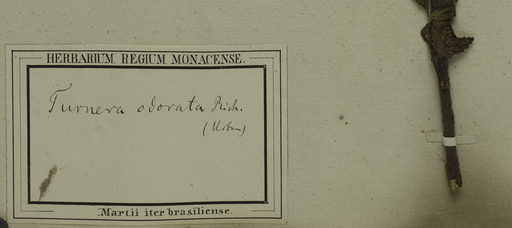 HERBARIUM REGIUM MONACENSE.
Turnera odorata Rich.
(Urban)
Martii iter brasiliense.